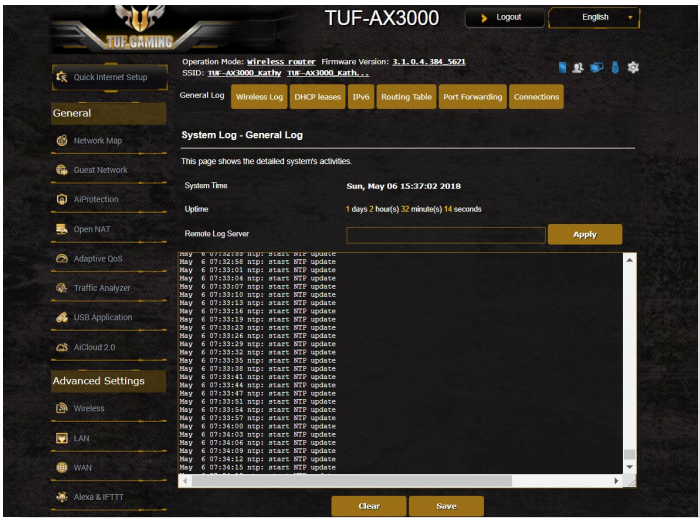 TUF GAMING
TUF-AX3000
Logout
English
Operation Mode: Wireless router Firmware Version: 3.1.0.4.384_5621
SSID: TUF-AX3000_Kathy TUF-AX3000_Kath...
Quick Internet Setup
General
Network Map
Guest Network
AiProtection
Open NAT
Adaptive QoS
Traffic Analyzer
USB Application
AiCloud 2.0
Advanced Settings
Wireless
LAN
WAN
Alexa & IFTTT
General Log
Wireless Log
DHCP leases
IPv6
Routing Table
Port Forwarding
Connections
System Log - General Log
This page shows the detailed system's activities.
System Time Sun, May 06 15:37:02 2018
Uptime 1 days 2 hour(s) 32 minute(s) 14 seconds
Remote Log Server
Apply
May 6 07:32:55 ntp: start NTP update
May 6 07:32:58 ntp: start NTP update
May 6 07:33:01 ntp: start NTP update
May 6 07:33:04 ntp: start NTP update
May 6 07:33:07 ntp: start NTP update
May 6 07:33:10 ntp: start NTP update
May 6 07:33:13 ntp: start NTP update
May 6 07:33:16 ntp: start NTP update
May 6 07:33:19 ntp: start NTP update
May 6 07:33:23 ntp: start NTP update
May 6 07:33:26 ntp: start NTP update
May 6 07:33:29 ntp: start NTP update
May 6 07:33:32 ntp: start NTP update
May 6 07:33:35 ntp: start NTP update
May 6 07:33:38 ntp: start NTP update
May 6 07:33:41 ntp: start NTP update
May 6 07:33:44 ntp: start NTP update
May 6 07:33:47 ntp: start NTP update
May 6 07:33:51 ntp: start NTP update
May 6 07:33:54 ntp: start NTP update
May 6 07:33:57 ntp: start NTP update
May 6 07:34:00 ntp: start NTP update
May 6 07:34:03 ntp: start NTP update
May 6 07:34:06 ntp: start NTP update
May 6 07:34:09 ntp: start NTP update
May 6 07:34:12 ntp: start NTP update
May 6 07:34:15 ntp: start NTP update
Clear
Save